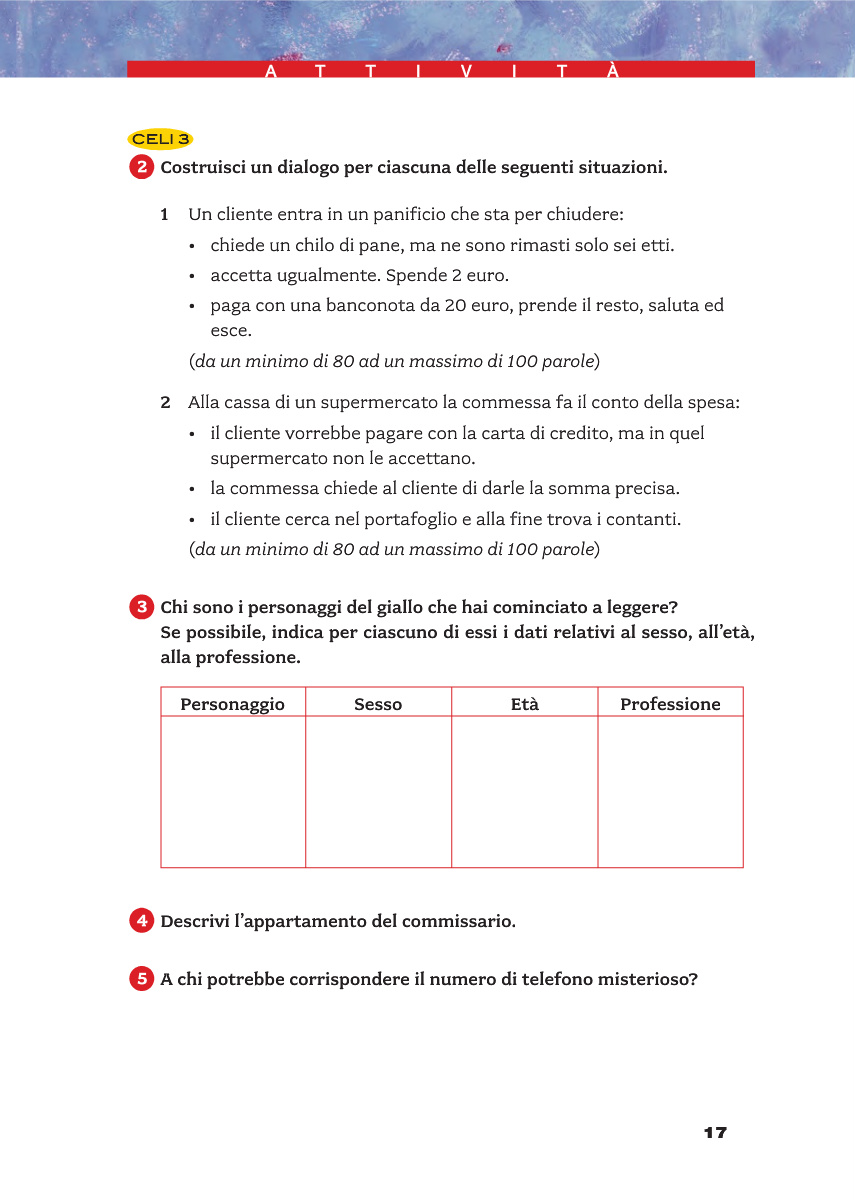 ATTIVITÀ
CELI 3
2 Costruisci un dialogo per ciascuna delle seguenti situazioni.
1 Un cliente entra in un panificio che sta per chiudere:
• chiede un chilo di pane, ma ne sono rimasti solo sei etti.
• accetta ugualmente. Spende 2 euro.
• paga con una banconota da 20 euro, prende il resto, saluta ed
esce.
(da un minimo di 80 ad un massimo di 100 parole)
2 Alla cassa di un supermercato la commessa fa il conto della spesa:
• il cliente vorrebbe pagare con la carta di credito, ma in quel
supermercato non le accettano.
• la commessa chiede al cliente di darle la somma precisa.
• il cliente cerca nel portafoglio e alla fine trova i contanti.
(da un minimo di 80 ad un massimo di 100 parole)
3 Chi sono i personaggi del giallo che hai cominciato a leggere?
Se possibile, indica per ciascuno di essi i dati relativi al sesso, all’età,
alla professione.
Personaggio Sesso Età Professione
4 Descrivi l’appartamento del commissario.
5 A chi potrebbe corrispondere il numero di telefono misterioso?
17